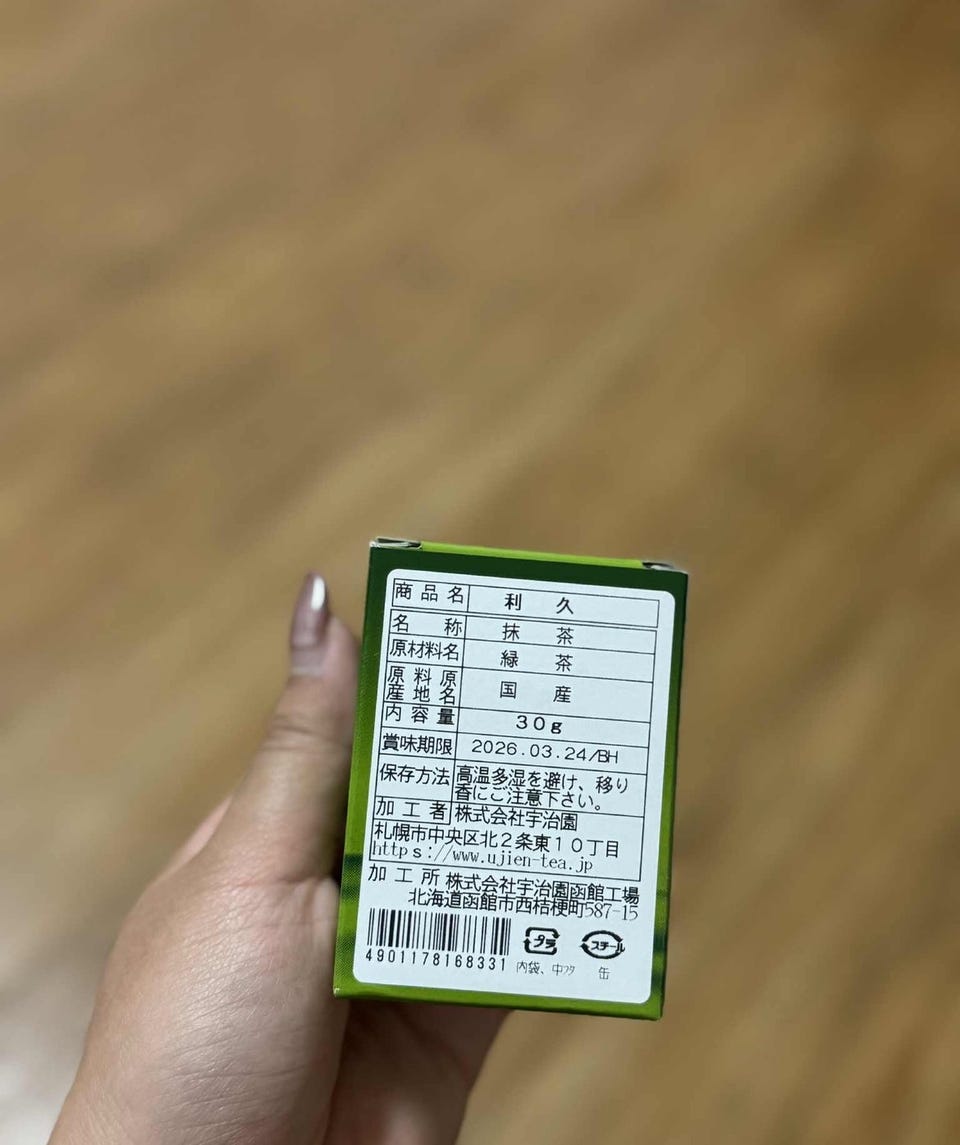 商品名 利久
名称 抹茶
原材料名 緑茶
原料原産地名 国産
内容量 30g
賞味期限 2026.03.24/BH
保存方法 高温多湿を避け、移り
香にご注意下さい。
加工者 株式会社宇治園
札幌市中央区北2条東10丁目
https://www.ujien-tea.jp
加工所 株式会社宇治園函館工場
北海道函館市西桔梗町587-15
4901178168331
プラ
内袋、中フタ
スチール
缶